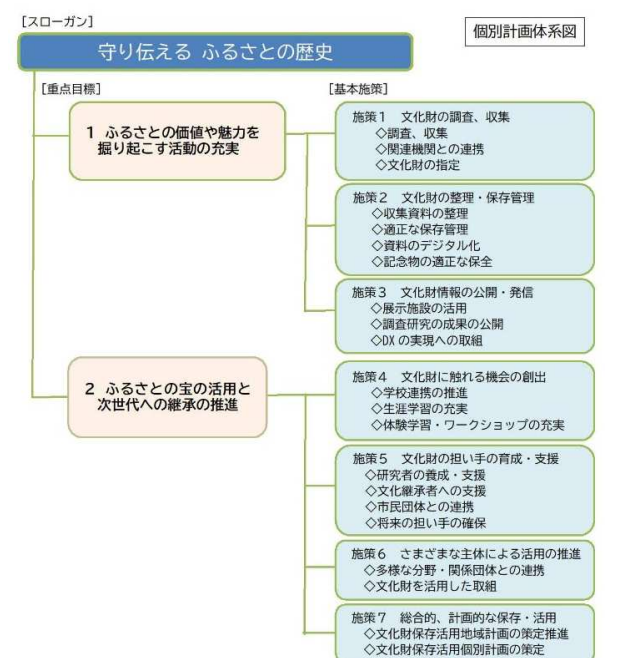 [スローガン]
個別計画体系図
守り伝える ふるさとの歴史
[重点目標]
[基本施策]
1 ふるさとの価値や魅力を
掘り起こす活動の充実
施策1 文化財の調査、収集
◇調査、収集
◇関連機関との連携
◇文化財の指定
施策2 文化財の整理・保存管理
◇収集資料の整理
◇適正な保存管理
◇資料のデジタル化
◇記念物の適正な保全
施策3 文化財情報の公開・発信
◇展示施設の活用
◇調査研究の成果の公開
◇DXの実現への取組
2 ふるさとの宝の活用と
次世代への継承の推進
施策4 文化財に触れる機会の創出
◇学校連携の推進
◇生涯学習の充実
◇体験学習・ワークショップの充実
施策5 文化財の担い手の育成・支援
◇研究者の養成・支援
◇文化継承者への支援
◇市民団体との連携
◇将来の担い手の確保
施策6 さまざまな主体による活用の推進
◇多様な分野・関係団体との連携
◇文化財を活用した取組
施策7 総合的、計画的な保存・活用
◇文化財保存活用地域計画の策定推進
◇文化財保存活用個別計画の策定